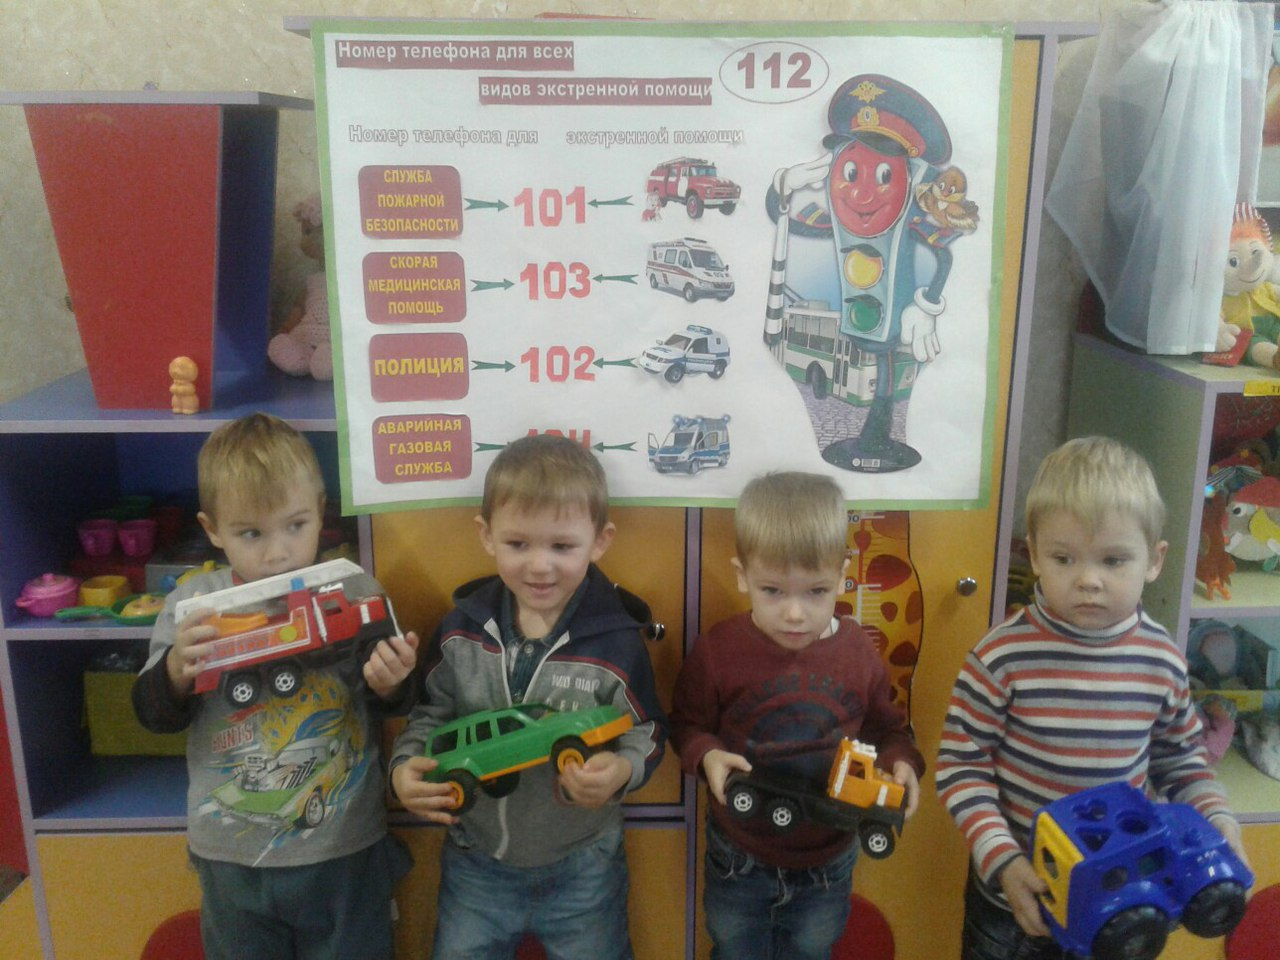 Номер телефона для всех
видов экстренной помощи
112
Номер телефона для экстренной помощи
СЛУЖБА
ПОЖАРНОЙ
БЕЗОПАСНОСТИ
101
СКОРАЯ
МЕДИЦИНСКАЯ
ПОМОЩЬ
103
ПОЛИЦИЯ
102
АВАРИЙНАЯ
ГАЗОВАЯ
СЛУЖБА